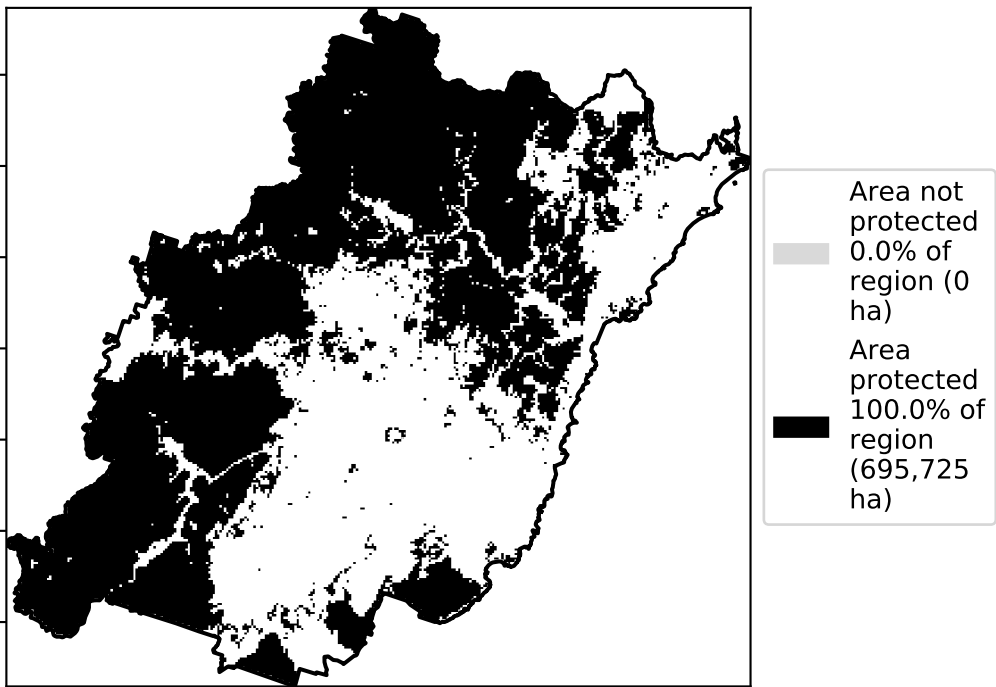 Area not
protected
0.0% of
region (0
ha)
Area
protected
100.0% of
region
(695,725
ha)